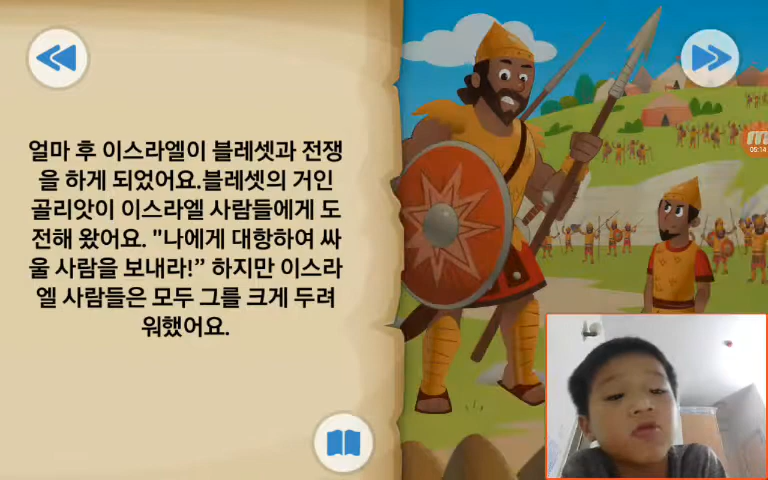 얼마 후 이스라엘이 블레셋과 전쟁
을 하게 되었어요.블레셋의 거인
골리앗이 이스라엘 사람들에게 도
전해 왔어요. "나에게 대항하여 싸
울 사람을 보내라!” 하지만 이스라
엘 사람들은 모두 그를 크게 두려
워했어요.
05:14